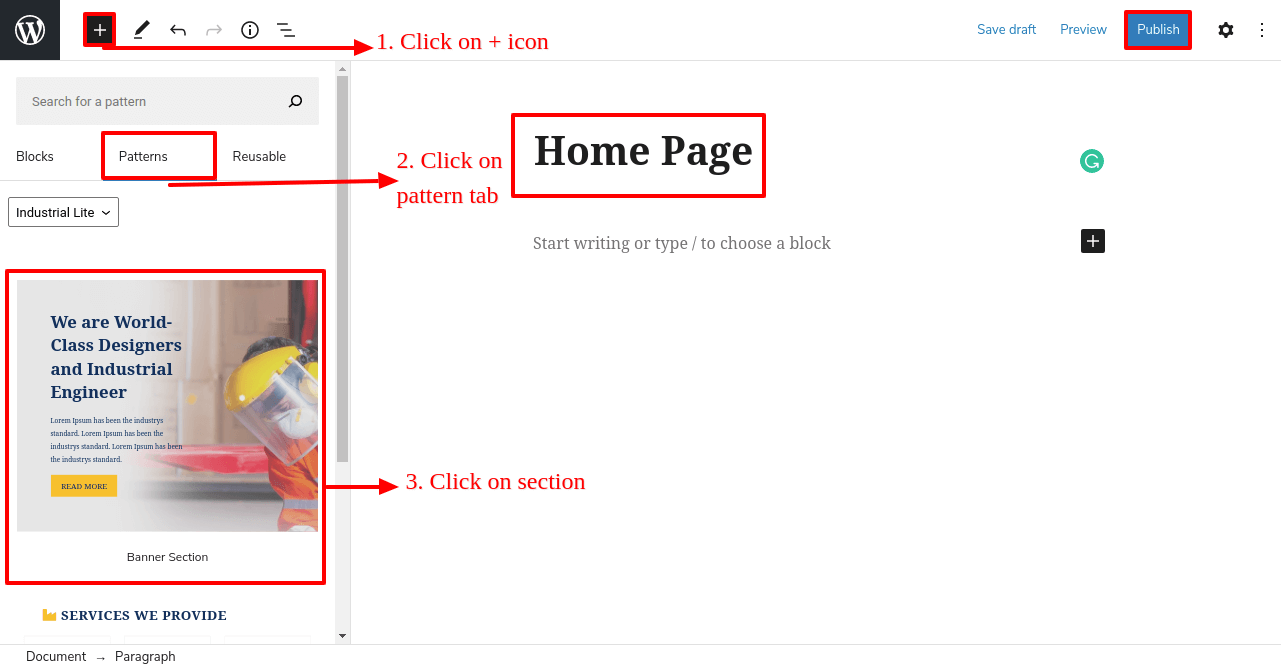 Save draft
Preview
Publish
1. Click on + icon
Search for a pattern
Blocks
Patterns
Reusable
2. Click on
pattern tab
Home Page
Industrial Lite
Start writing or type / to choose a block
We are World-
Class Designers
and Industrial
Engineer
Lorem Ipsum has been the industrys
standard. Lorem Ipsum has been the
industrys standard. Lorem Ipsum has been
the industrys standard.
READ MORE
3. Click on section
Banner Section
SERVICES WE PROVIDE
Document → Paragraph